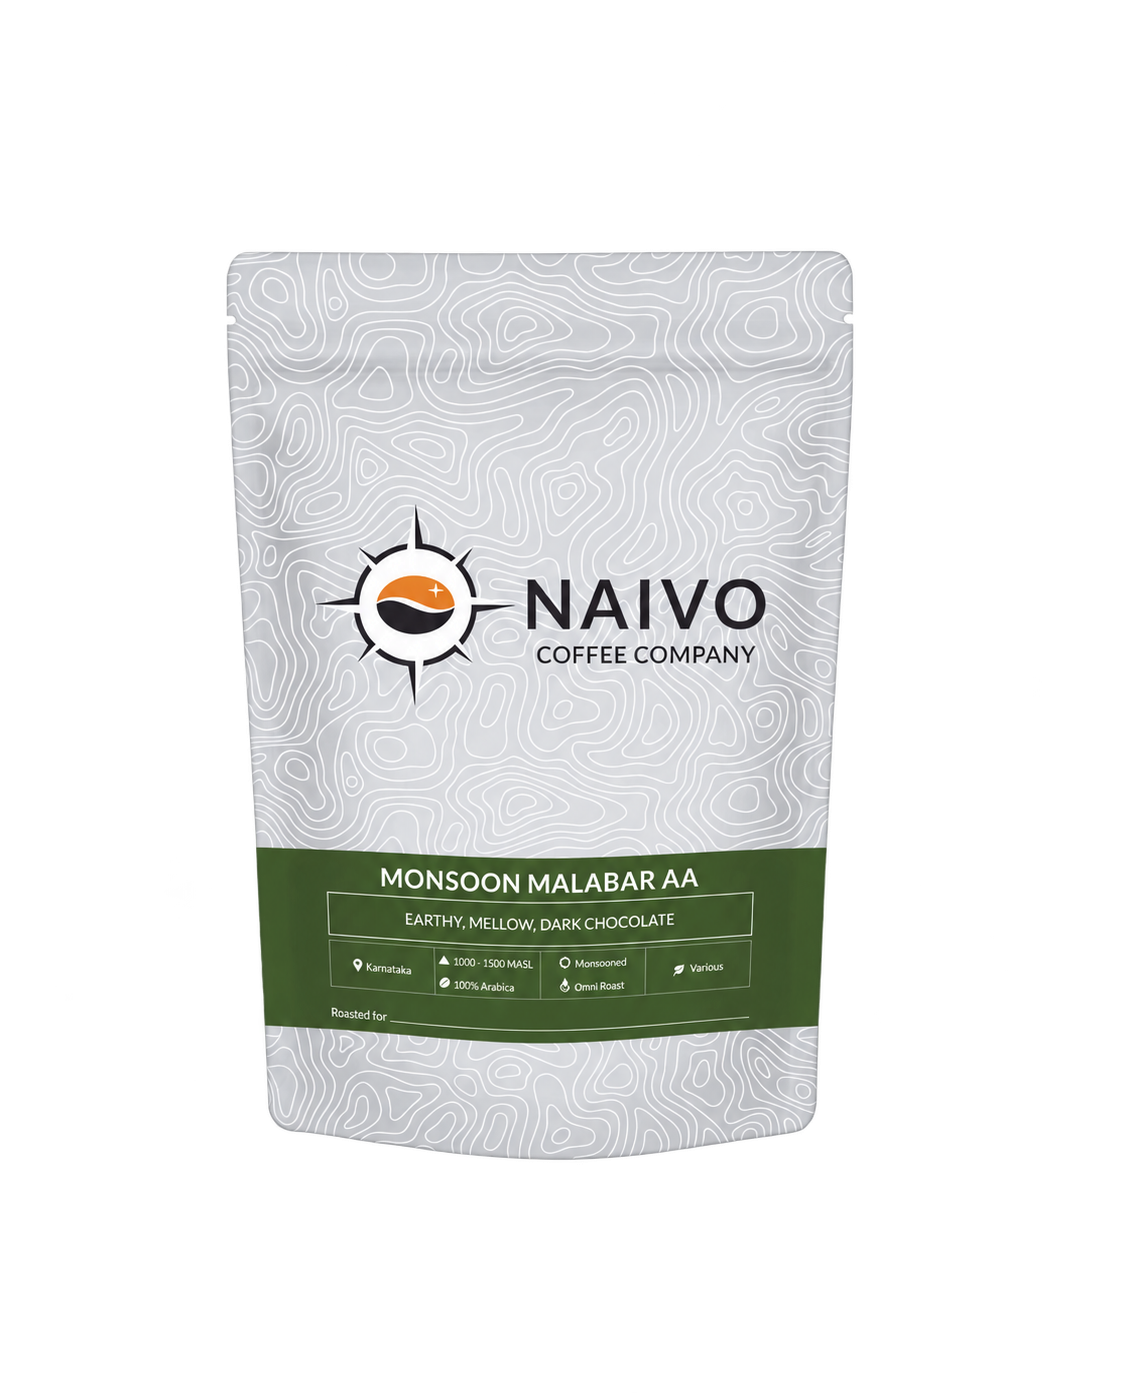 NAIVO
COFFEE COMPANY
MONSOON MALABAR AA
EARTHY, MELLOW, DARK CHOCOLATE
Karnataka
1000 - 1500 MASL
100% Arabica
Monsooned
Omni Roast
Various
Roasted for